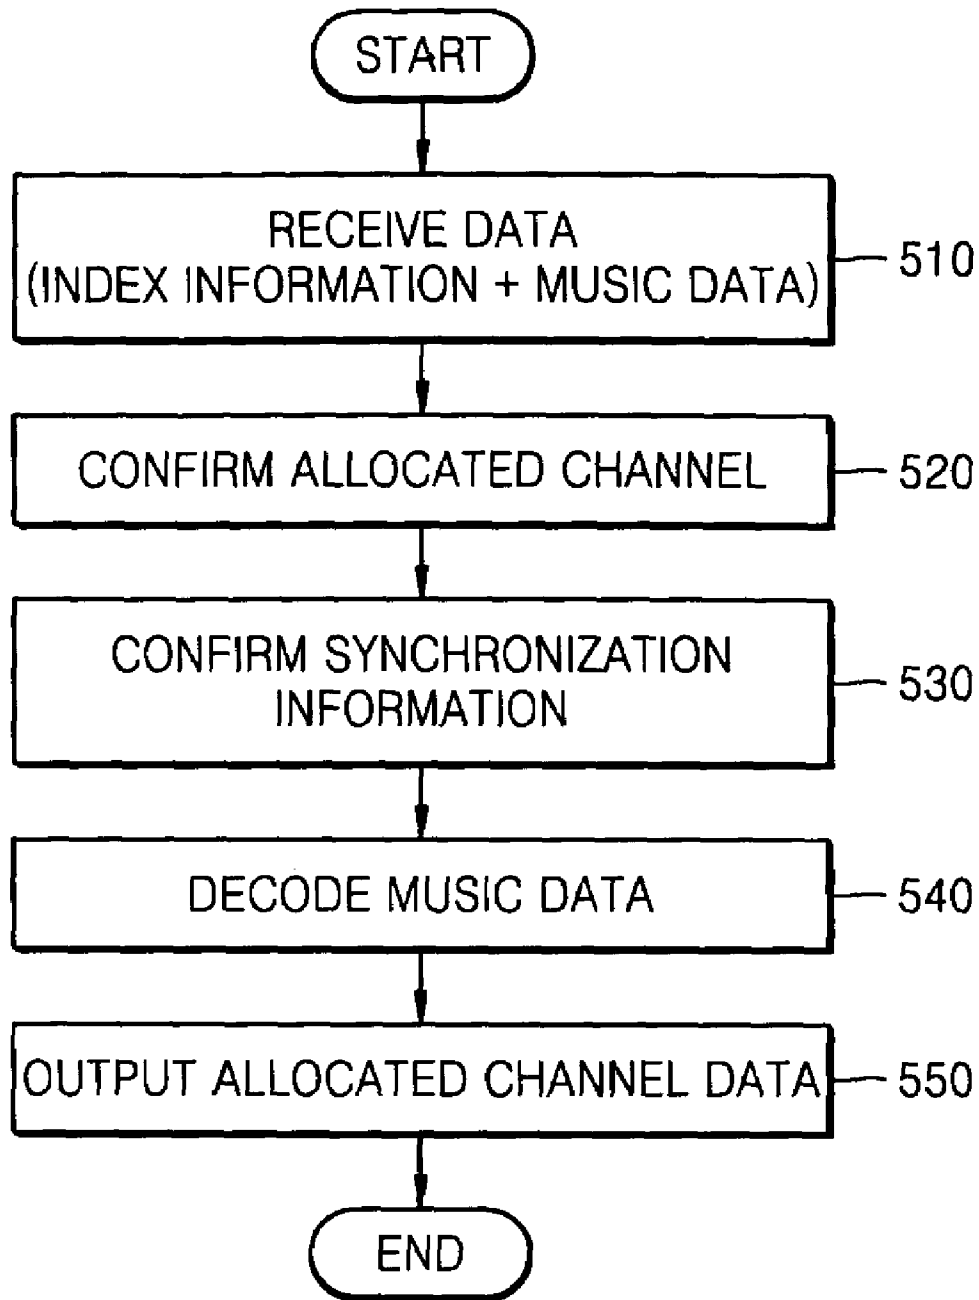 START
RECEIVE DATA
(INDEX INFORMATION + MUSIC DATA)
510
CONFIRM ALLOCATED CHANNEL
520
CONFIRM SYNCHRONIZATION
INFORMATION
530
DECODE MUSIC DATA
540
OUTPUT ALLOCATED CHANNEL DATA
550
END